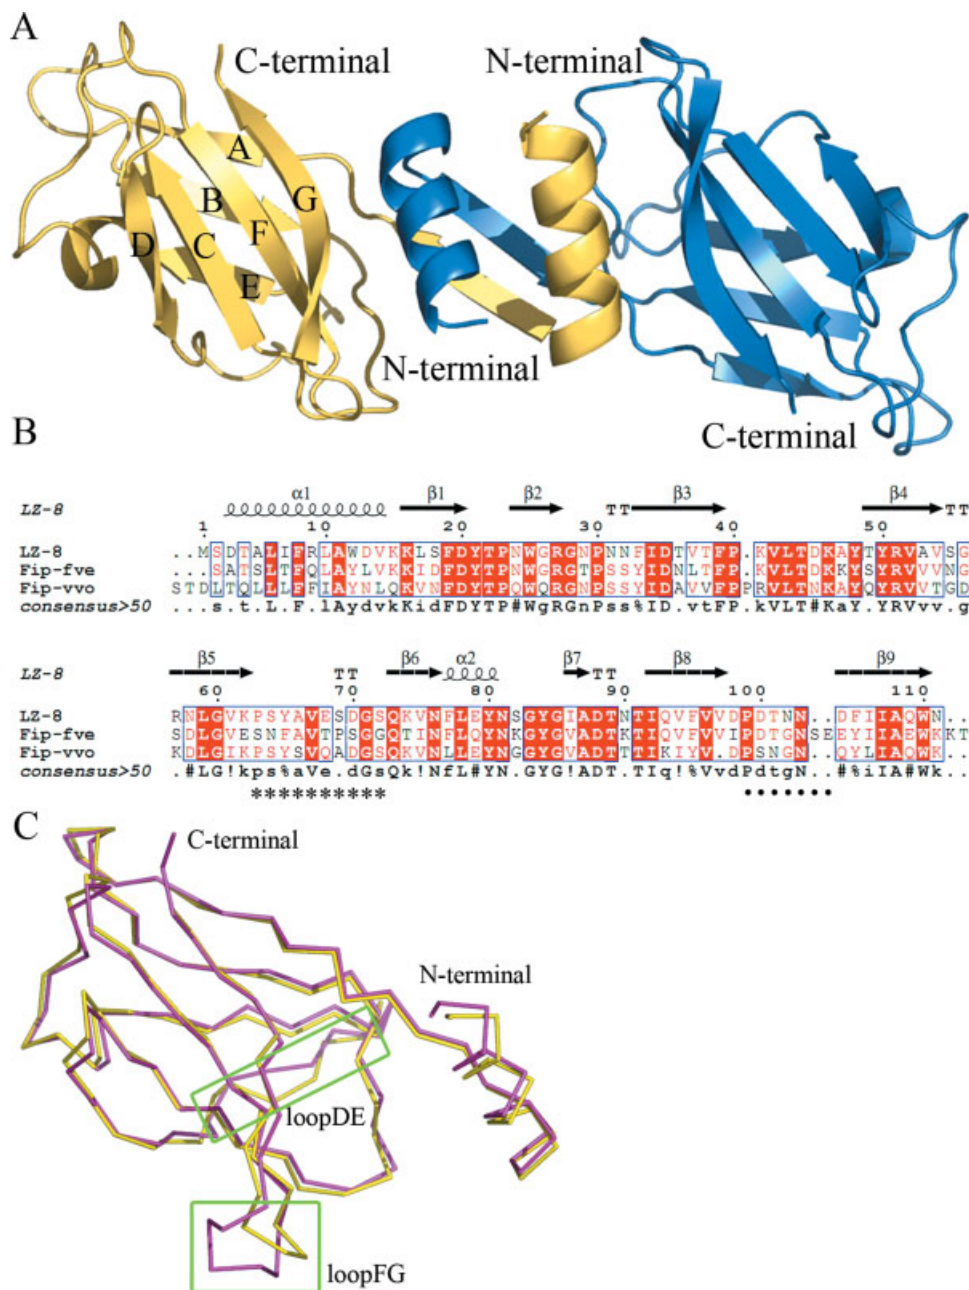 A
C-terminal
N-terminal
A
B
G
D
C
F
E
N-terminal
C-terminal
B
α1 β1 β2 TT β3 β4 TT
LZ-8
1 10 20 30 40 50
LZ-8 ..MSDTALIFRLAWDVKKLSFDYTPNWGRGNPNNFIDTVTFP.KVLTDKAYTYRVAVSG
Fip-fve ...SATSLTFQLAYLVKKIDFDYTPNWGRGTPSSYIDNLTFP.KVLTDKKYSYRVVVNG
Fip-vvo STDLTQLLLFFIAYNLQKVNFDYTPQWQRGNPSSYIDAVVFPRKVLTNKAYQYRVVTGD
consensus>50 ...s.t.L.F.lAydvkKidFDYTP#WgRGnPss%ID.vtFP.kVLT#KaY.YRVvv.g
β5 TT β6 α2 β7 TT β8 β9
LZ-8
60 70 80 90 100 110
LZ-8 RNLGVKPSYAVESDGSQKVNFLEYNSGYGIADTNTIQVFVVDPDTNN..DFIIAQWN..
Fip-fve SDLGVESNFAVTPSGGQTINFLQYNKGYGVADTKTIQVFVVIPDTGNSEEYIIAEWKKT
Fip-vvo KDLGIKPSYSVQADGSQKVNLLEYNGGYGVADTTTIKIYVVDPSNGN..QYLIAQWK..
consensus>50 .#LG!kps%aVe.dGsQk!NfL#YN.GYG!ADT.TIq!%VvdPdtgN..#%iIA#Wk..
***********
•••••••
C
C-terminal
N-terminal
loopDE
loopFG